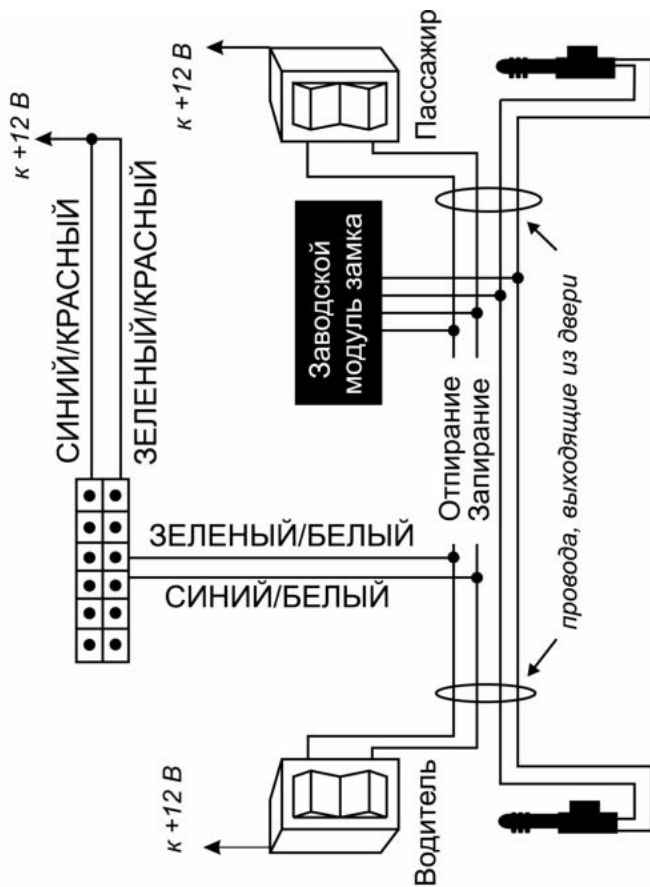 к +12 В
СИНИЙ/КРАСНЫЙ
ЗЕЛЕНЫЙ/КРАСНЫЙ
ЗЕЛЕНЫЙ/БЕЛЫЙ
СИНИЙ/БЕЛЫЙ
к +12 В
Водитель
к +12 В
Пассажир
Заводской
модуль замка
Отпирание
Запирание
провода, выходящие из двери